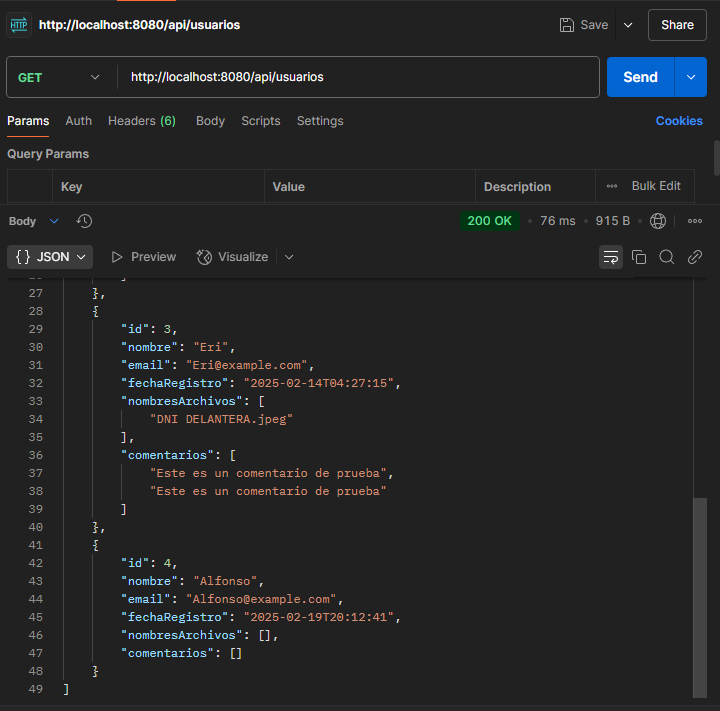 HTTP http://localhost:8080/api/usuarios Save Share
GET http://localhost:8080/api/usuarios Send
Params Auth Headers (6) Body Scripts Settings Cookies
Query Params
Key Value Description ••• Bulk Edit
Body 200 OK • 76 ms • 915 B • •••
{} JSON Preview Visualize
27 },
28 {
29 "id": 3,
30 "nombre": "Eri",
31 "email": "Eri@example.com",
32 "fechaRegistro": "2025-02-14T04:27:15",
33 "nombresArchivos": [
34 "DNI DELANTERA.jpeg"
35 ],
36 "comentarios": [
37 "Este es un comentario de prueba",
38 "Este es un comentario de prueba"
39 ]
40 },
41 {
42 "id": 4,
43 "nombre": "Alfonso",
44 "email": "Alfonso@example.com",
45 "fechaRegistro": "2025-02-19T20:12:41",
46 "nombresArchivos": [],
47 "comentarios": []
48 }
49 ]